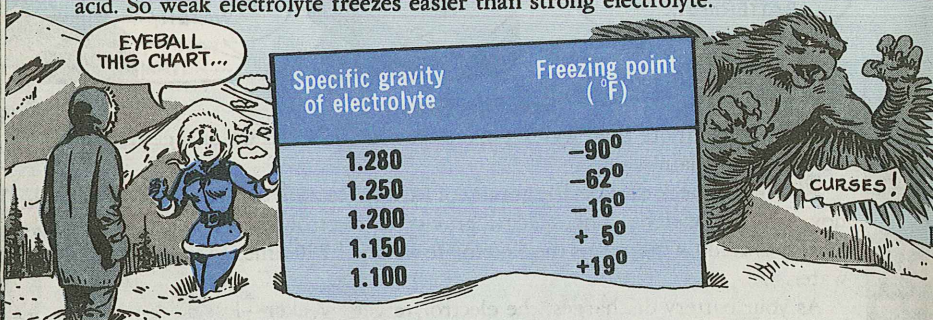 acid. So weak electrolyte freezes easier than strong electrolyte.
EYEBALL
THIS CHART...
Specific gravity
of electrolyte
Freezing point
(°F)
1.280 −90°
1.250 −62°
1.200 −16°
1.150 + 5°
1.100 +19°
CURSES!